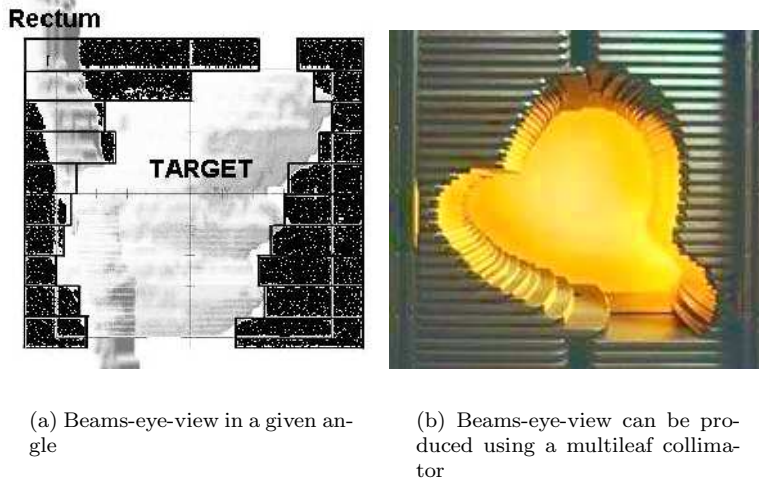 Rectum
TARGET
(a) Beams-eye-view in a given an-
gle
(b) Beams-eye-view can be pro-
duced using a multileaf collima-
tor